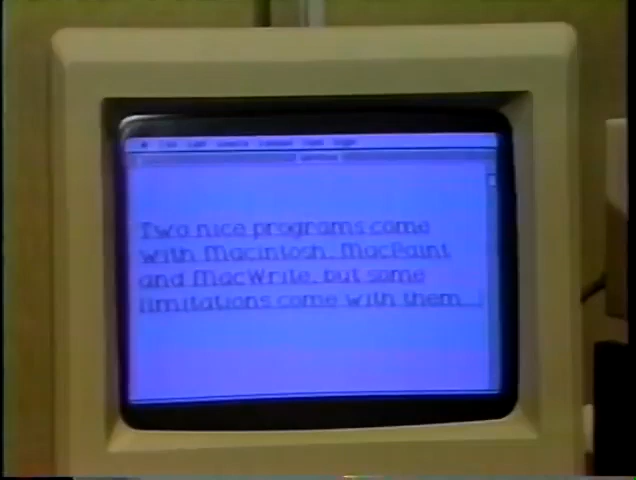 Two nice programs come
with Macintosh, MacPaint
and MacWrite, but some
limitations come with them...